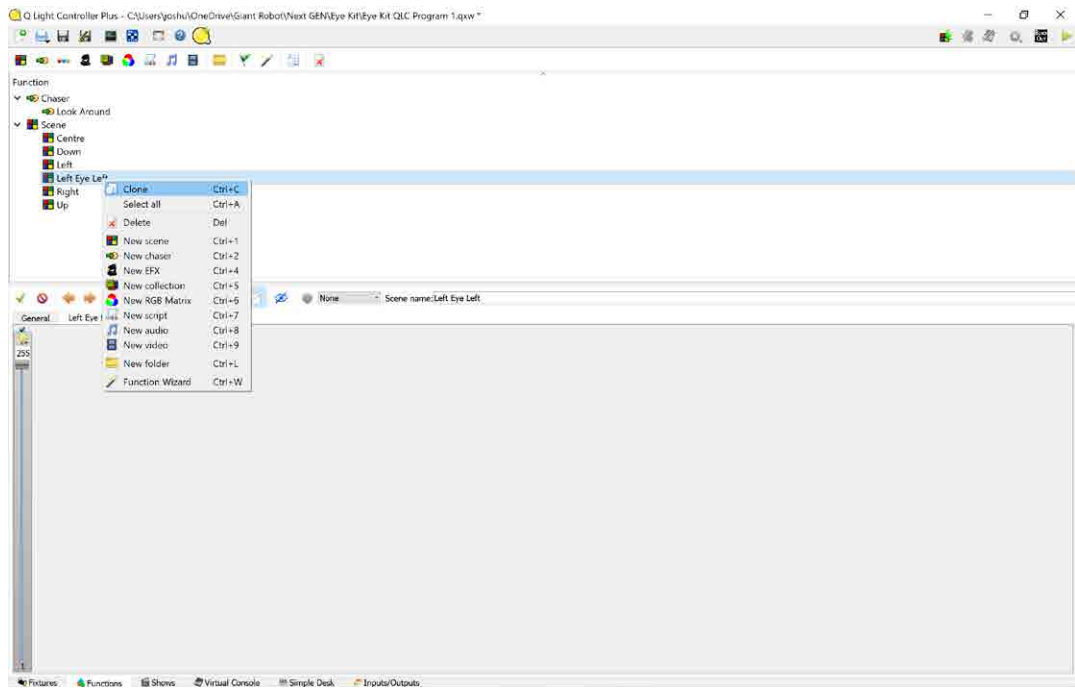 Q Light Controller Plus - C:\Users\yoshu\OneDrive\Giant Robot\Next GEN\Eye Kit\Eye Kit QLC Program 1.qxw *
Function
Chaser
Look Around
Scene
Centre
Down
Left
Left Eye Left
Right
Up
Clone Ctrl+C
Select all Ctrl+A
Delete Del
New scene Ctrl+1
New chaser Ctrl+2
New EFX Ctrl+4
New collection Ctrl+5
New RGB Matrix Ctrl+6
New script Ctrl+7
New audio Ctrl+8
New video Ctrl+9
New folder Ctrl+L
Function Wizard Ctrl+W
None Scene name: Left Eye Left
General Left Eye
255
1
Fixtures Functions Shows Virtual Console Simple Desk Inputs/Outputs